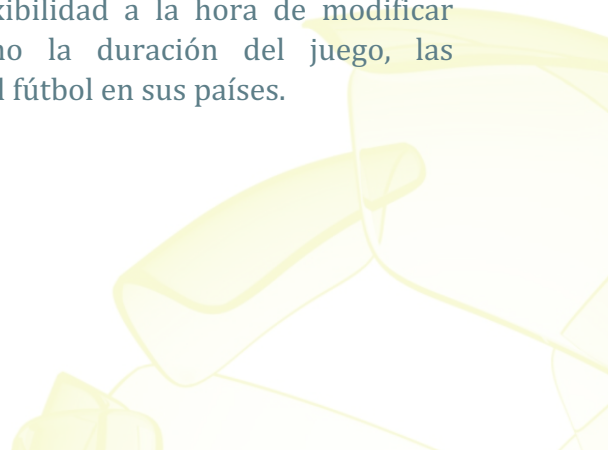 xibilidad a la hora de modificar
no la duración del juego, las
l fútbol en sus países.